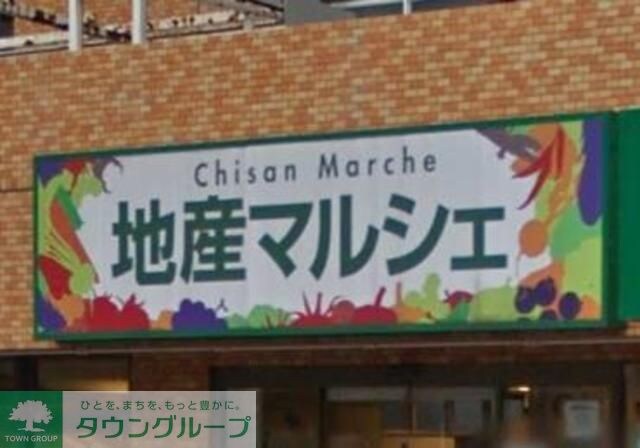 Chisan Marche
地産マルシェ
ひとを、まちを、もっと豊かに。
タウングループ
TOWN GROUP